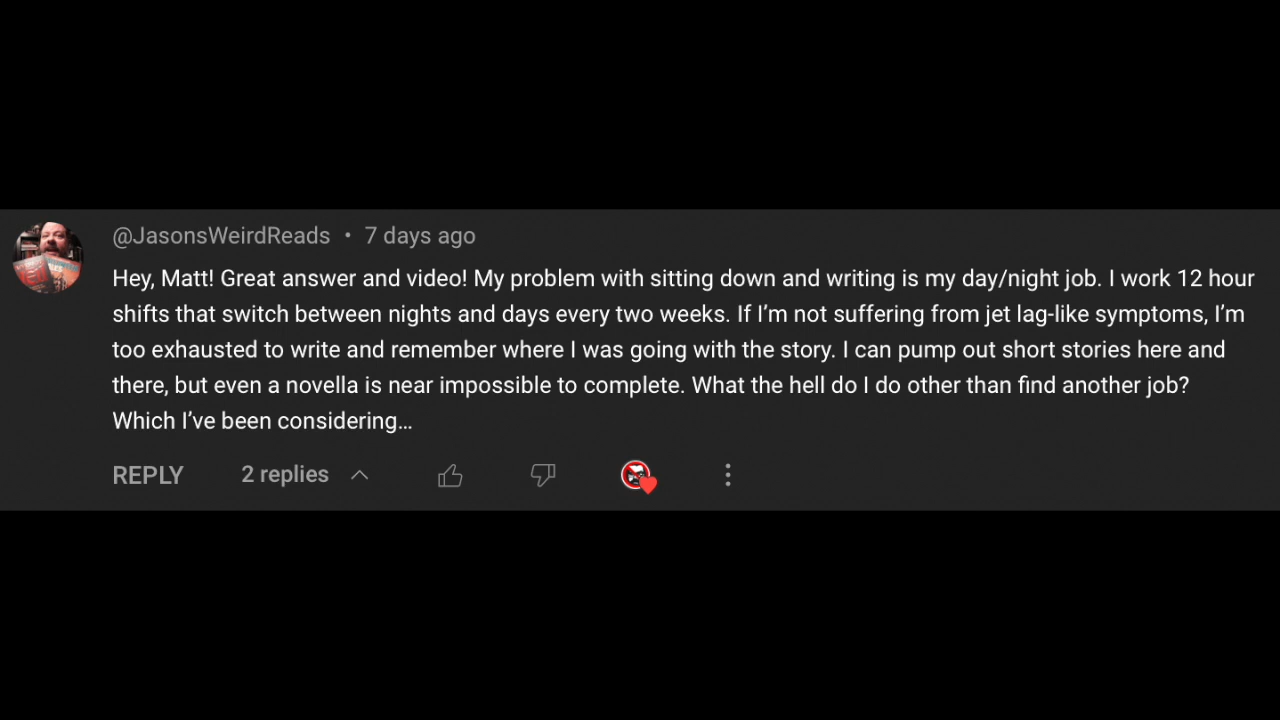 @JasonsWeirdReads • 7 days ago
Hey, Matt! Great answer and video! My problem with sitting down and writing is my day/night job. I work 12 hour
shifts that switch between nights and days every two weeks. If I’m not suffering from jet lag-like symptoms, I’m
too exhausted to write and remember where I was going with the story. I can pump out short stories here and
there, but even a novella is near impossible to complete. What the hell do I do other than find another job?
Which I’ve been considering…
REPLY 2 replies